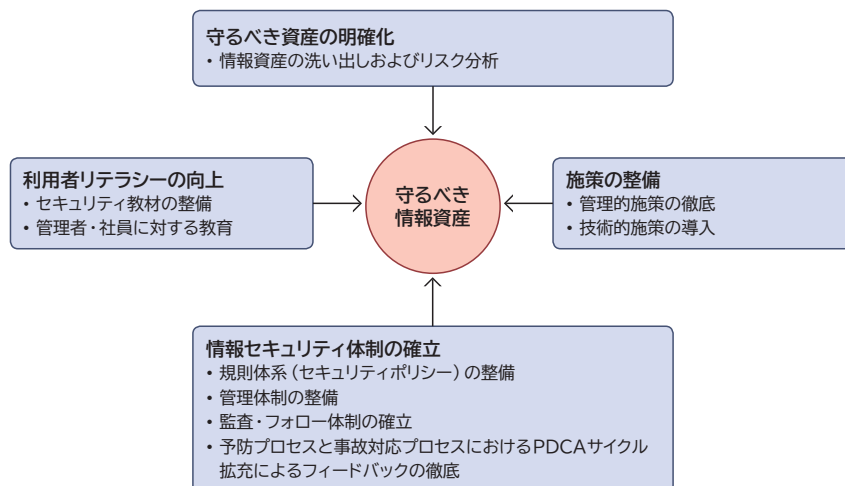 守るべき資産の明確化
・情報資産の洗い出しおよびリスク分析
利用者リテラシーの向上
・セキュリティ教材の整備
・管理者・社員に対する教育
守るべき
情報資産
施策の整備
・管理的施策の徹底
・技術的施策の導入
情報セキュリティ体制の確立
・規則体系（セキュリティポリシー）の整備
・管理体制の整備
・監査・フォロー体制の確立
・予防プロセスと事故対応プロセスにおけるPDCAサイクル
拡充によるフィードバックの徹底